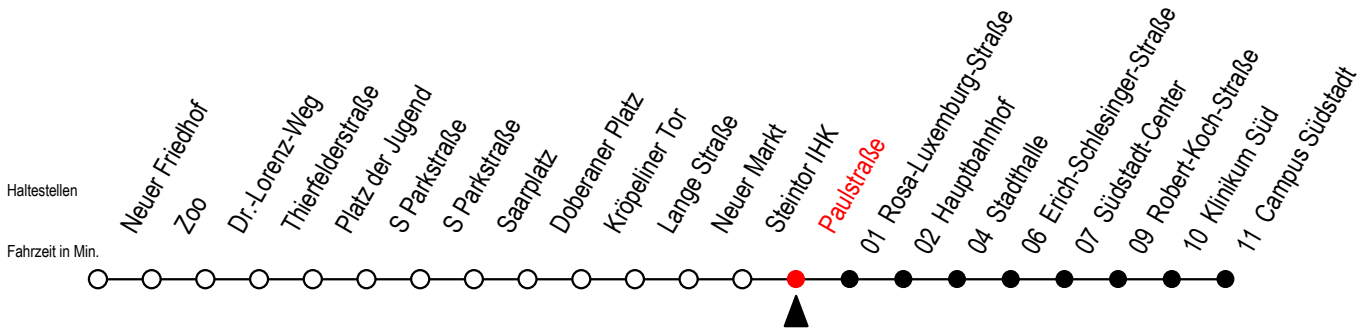 Haltestellen
Fahrzeit in Min.
Neuer Friedhof
Zoo
Dr.-Lorenz-Weg
Thierfelderstraße
Platz der Jugend
S Parkstraße
S Parkstraße
Saarplatz
Doberaner Platz
Kröpeliner Tor
Lange Straße
Neuer Markt
Steintor IHK
Paulstraße
01 Rosa-Luxemburg-Straße
02 Hauptbahnhof
04 Stadthalle
06 Erich-Schlesinger-Straße
07 Südstadt-Center
09 Robert-Koch-Straße
10 Klinikum Süd
11 Campus Südstadt